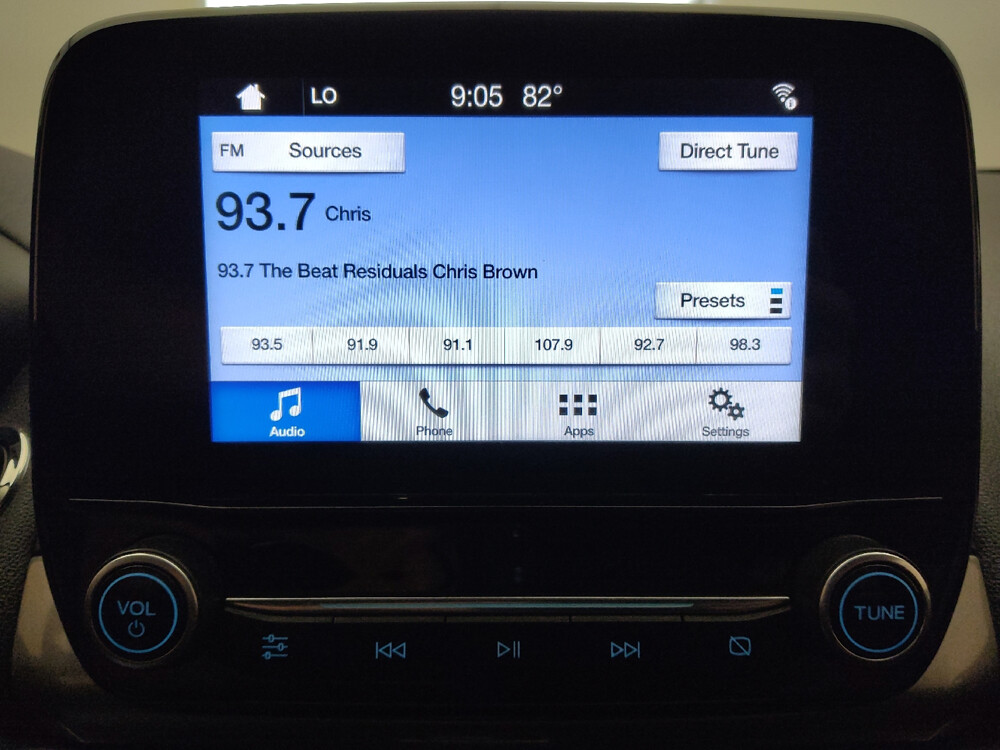 LO 9:05 82°
FM Sources Direct Tune
93.7 Chris
93.7 The Beat Residuals Chris Brown
Presets
93.5 91.9 91.1 107.9 92.7 98.3
Audio Phone Apps Settings
VOL TUNE